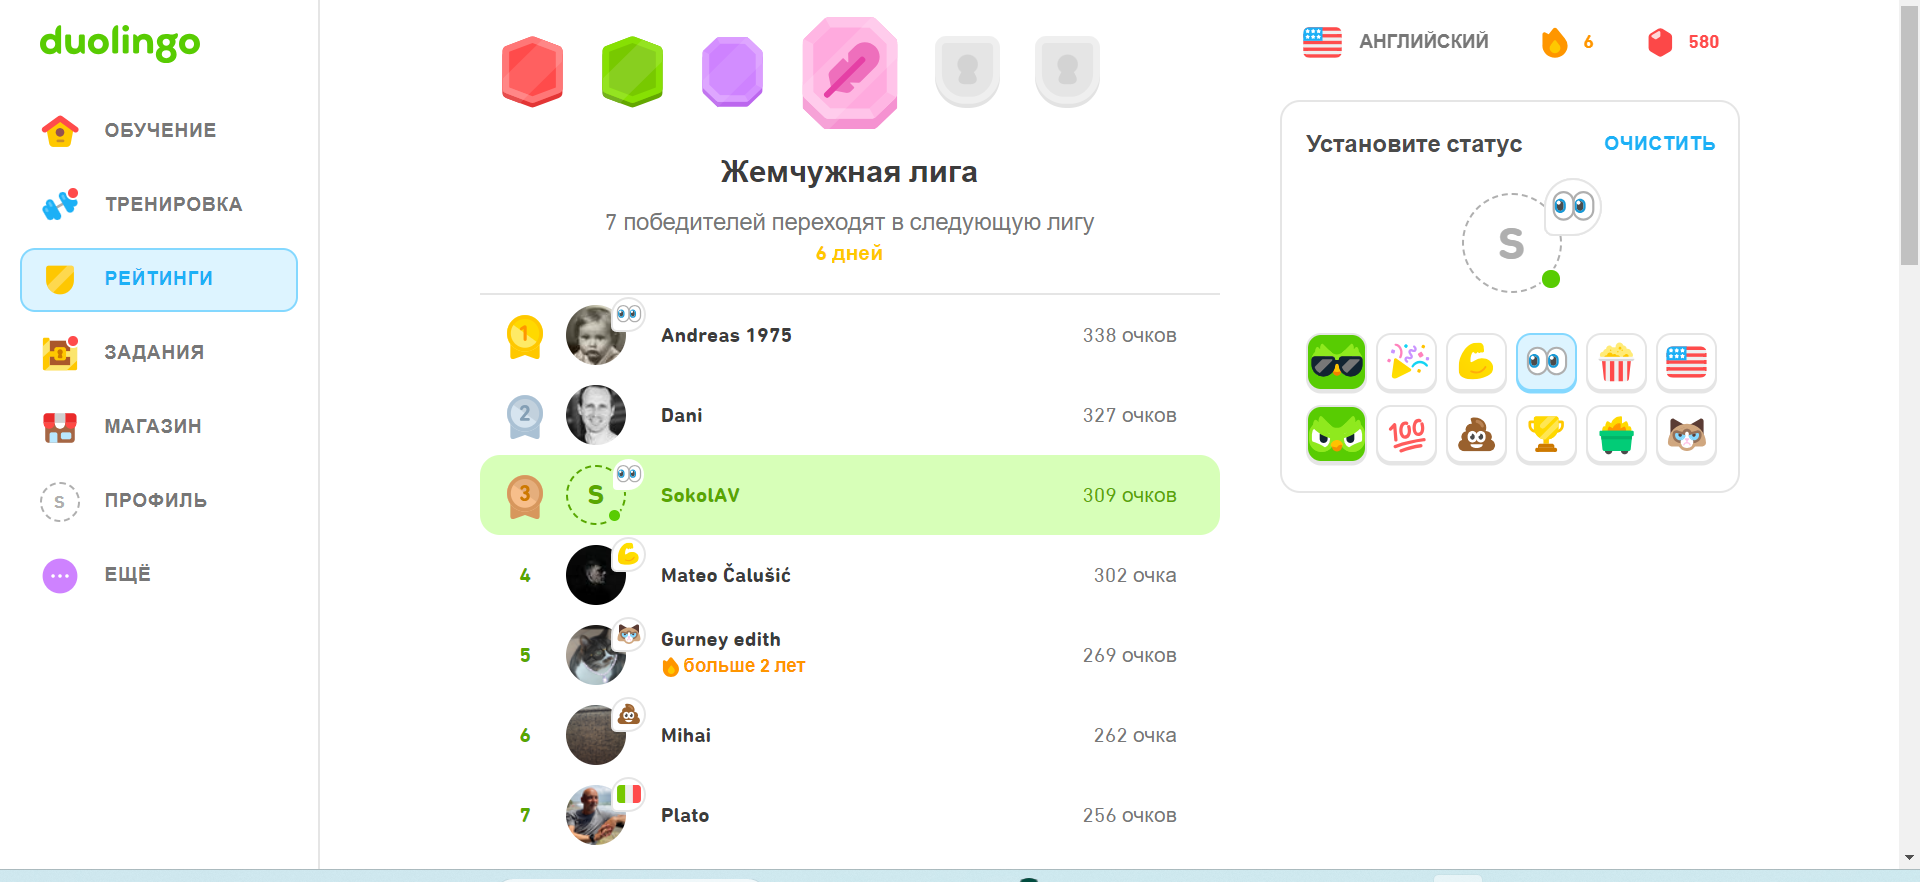 duolingo
ОБУЧЕНИЕ
ТРЕНИРОВКА
РЕЙТИНГИ
ЗАДАНИЯ
МАГАЗИН
S ПРОФИЛЬ
ЕЩЁ
Жемчужная лига
7 победителей переходят в следующую лигу
6 дней
1 Andreas 1975 338 очков
2 Dani 327 очков
3 S SokolAV 309 очков
4 Mateo Čalušić 302 очка
5 Gurney edith 269 очков
больше 2 лет
6 Mihai 262 очка
7 Plato 256 очков
АНГЛИЙСКИЙ 6 580
Установите статус ОЧИСТИТЬ
S
100